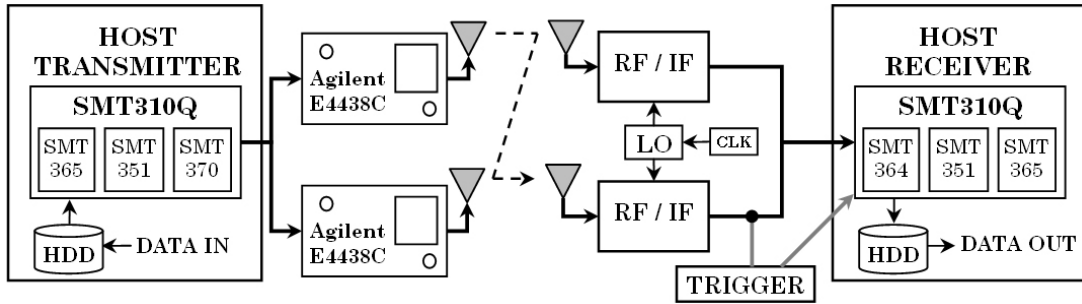 HOST
TRANSMITTER
SMT310Q
SMT
365
SMT
351
SMT
370
HDD
DATA IN
Agilent
E4438C
Agilent
E4438C
RF / IF
LO
CLK
RF / IF
TRIGGER
HOST
RECEIVER
SMT310Q
SMT
364
SMT
351
SMT
365
HDD
DATA OUT